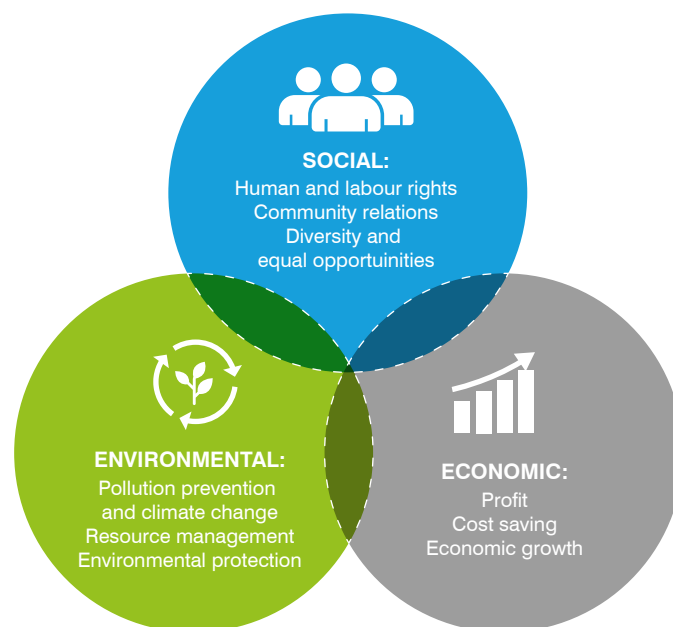 SOCIAL:
Human and labour rights
Community relations
Diversity and
equal opportuinities
ENVIRONMENTAL:
Pollution prevention
and climate change
Resource management
Environmental protection
ECONOMIC:
Profit
Cost saving
Economic growth